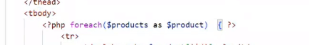 </thead>
<tbody>
<?php foreach($products as $product) { ?>
<tr>